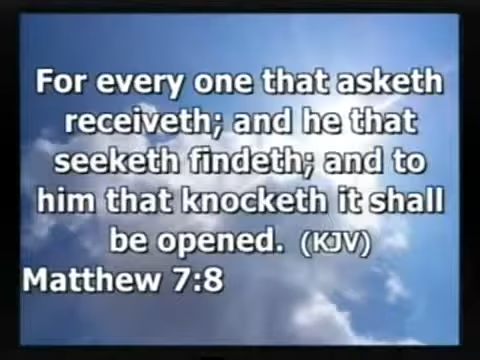 For every one that asketh
receiveth; and he that
seeketh findeth; and to
him that knocketh it shall
be opened. (KJV)
Matthew 7:8